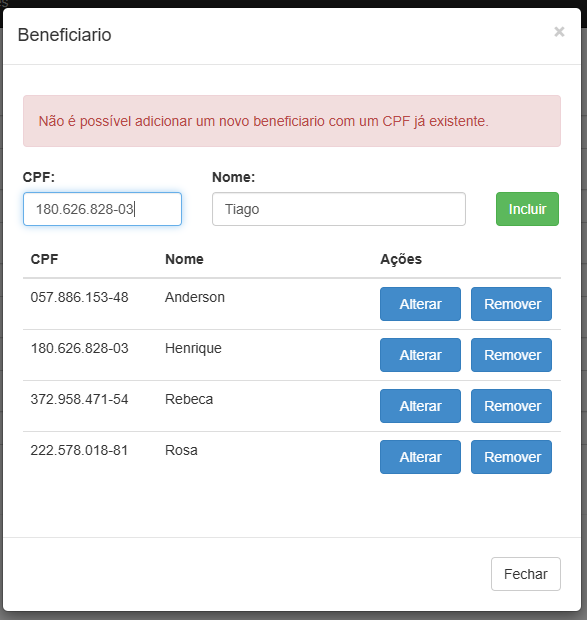 Beneficiario ×
Não é possível adicionar um novo beneficiario com um CPF já existente.
CPF: Nome:
180.626.828-03 Tiago Incluir
CPF Nome Ações
057.886.153-48 Anderson Alterar Remover
180.626.828-03 Henrique Alterar Remover
372.958.471-54 Rebeca Alterar Remover
222.578.018-81 Rosa Alterar Remover
Fechar